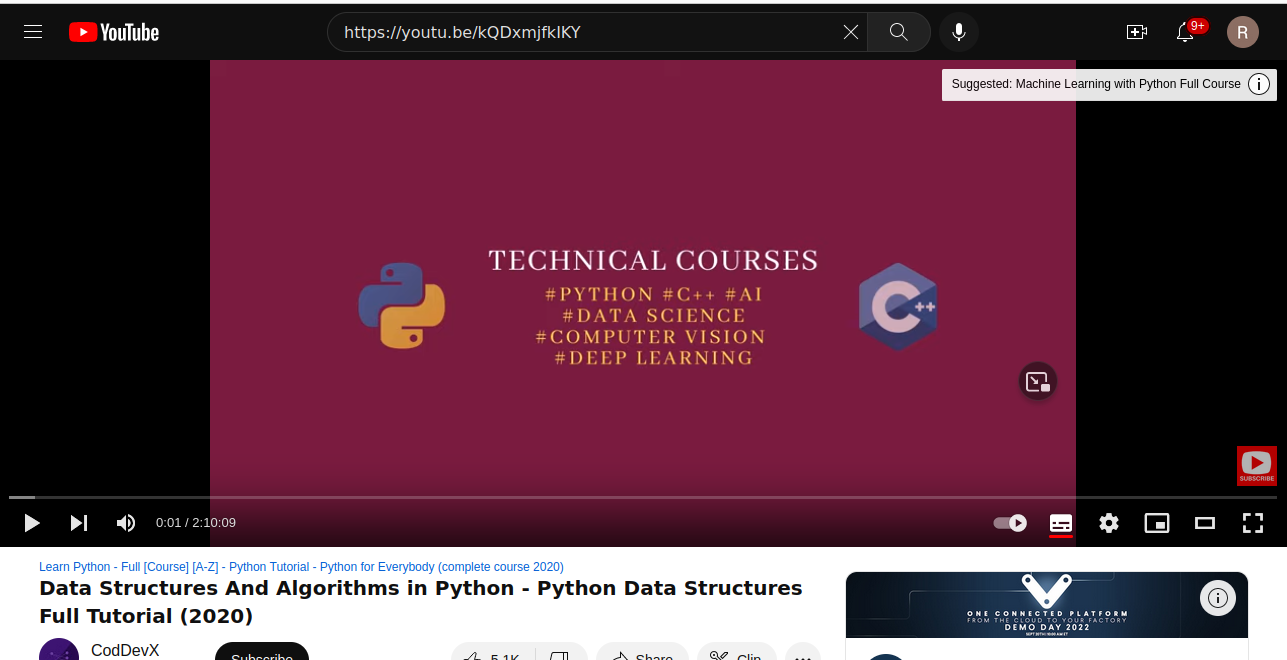 YouTube
https://youtu.be/kQDxmjfklKY
9+
R
Suggested: Machine Learning with Python Full Course
TECHNICAL COURSES
#PYTHON #C++ #AI
#DATA SCIENCE
#COMPUTER VISION
#DEEP LEARNING
C++
SUBSCRIBE
0:01 / 2:10:09
Learn Python - Full [Course] [A-Z] - Python Tutorial - Python for Everybody (complete course 2020)
Data Structures And Algorithms in Python - Python Data Structures
Full Tutorial (2020)
CodDevX
Subscribe
5.1K
Share
Clip
ONE CONNECTED PLATFORM
FROM THE CLOUD TO YOUR FACTORY
DEMO DAY 2022